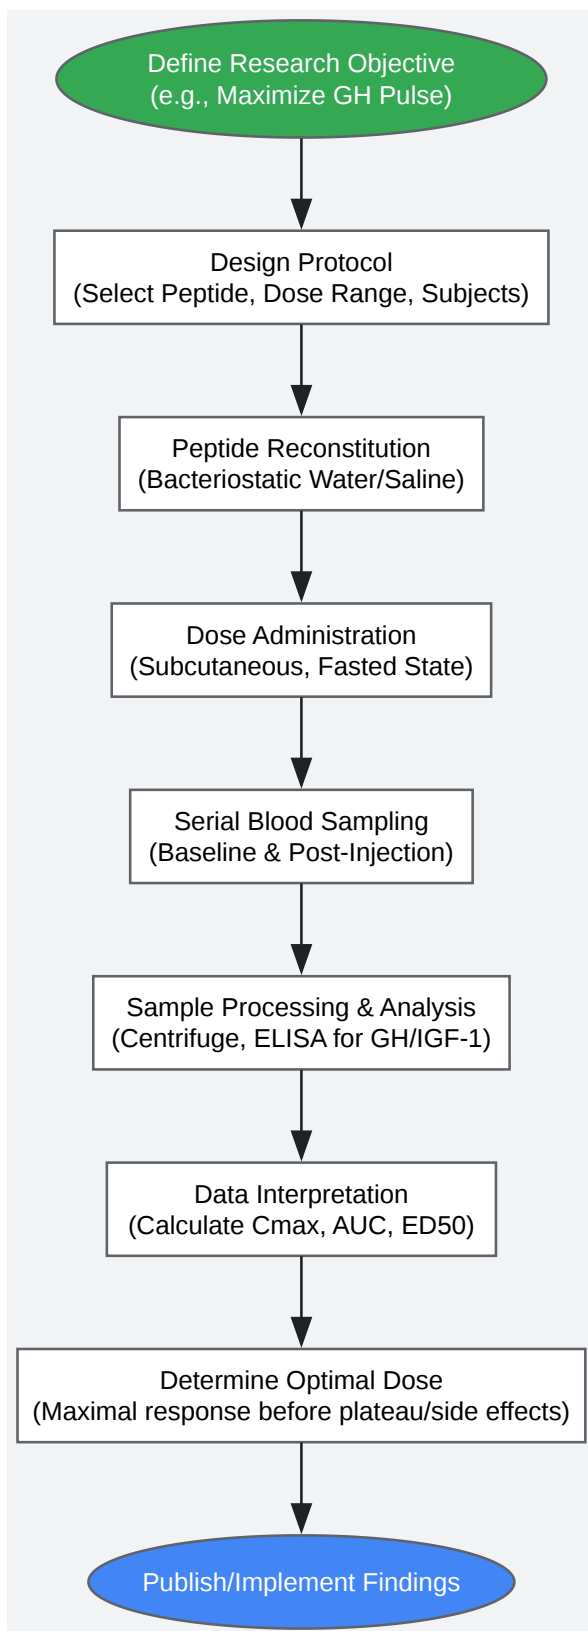 Define Research Objective
(e.g., Maximize GH Pulse)
Design Protocol
(Select Peptide, Dose Range, Subjects)
Peptide Reconstitution
(Bacteriostatic Water/Saline)
Dose Administration
(Subcutaneous, Fasted State)
Serial Blood Sampling
(Baseline & Post-Injection)
Sample Processing & Analysis
(Centrifuge, ELISA for GH/IGF-1)
Data Interpretation
(Calculate Cmax, AUC, ED50)
Determine Optimal Dose
(Maximal response before plateau/side effects)
Publish/Implement Findings